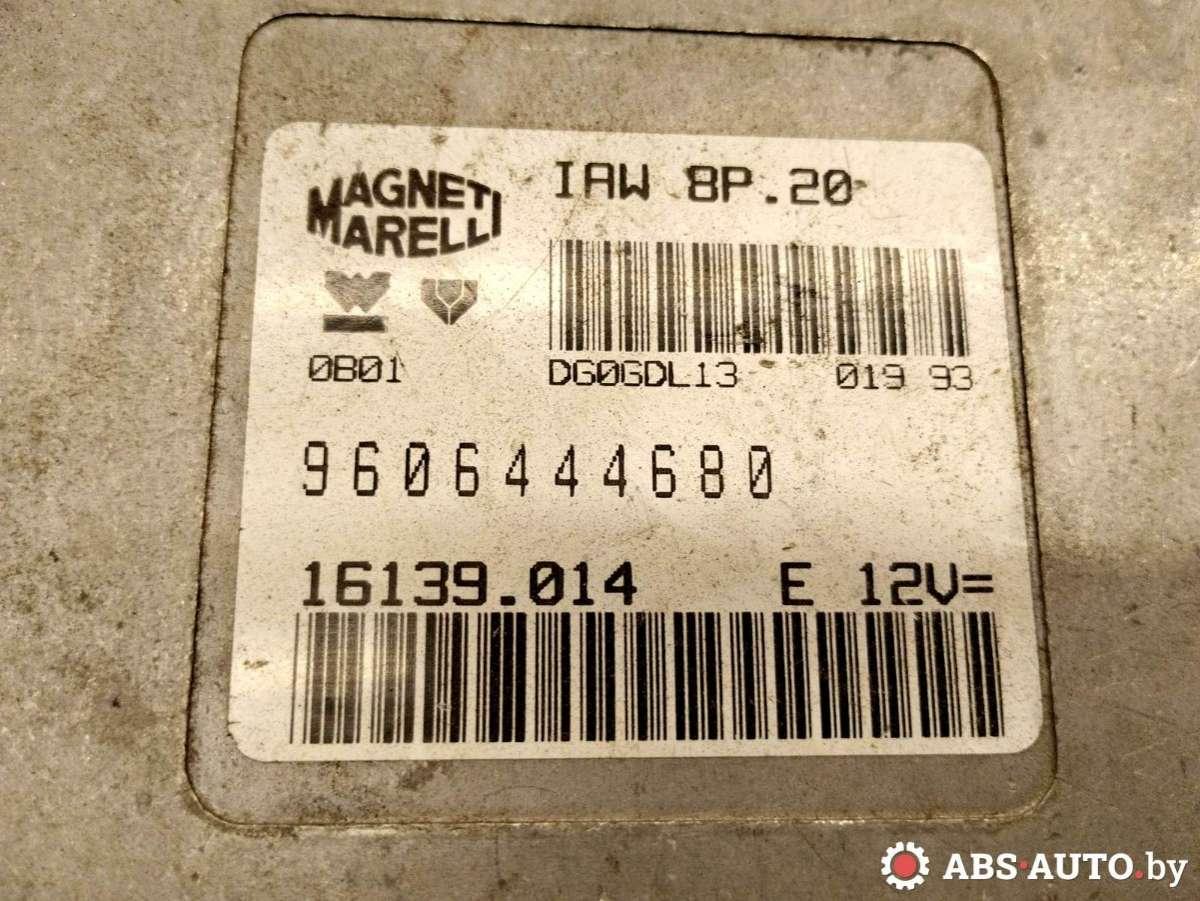 MAGNETI
MARELLI
IAW 8P.20
0B01
DG0GDL13 019 93
9606444680
16139.014 E 12V=
ABS-AUTO.by